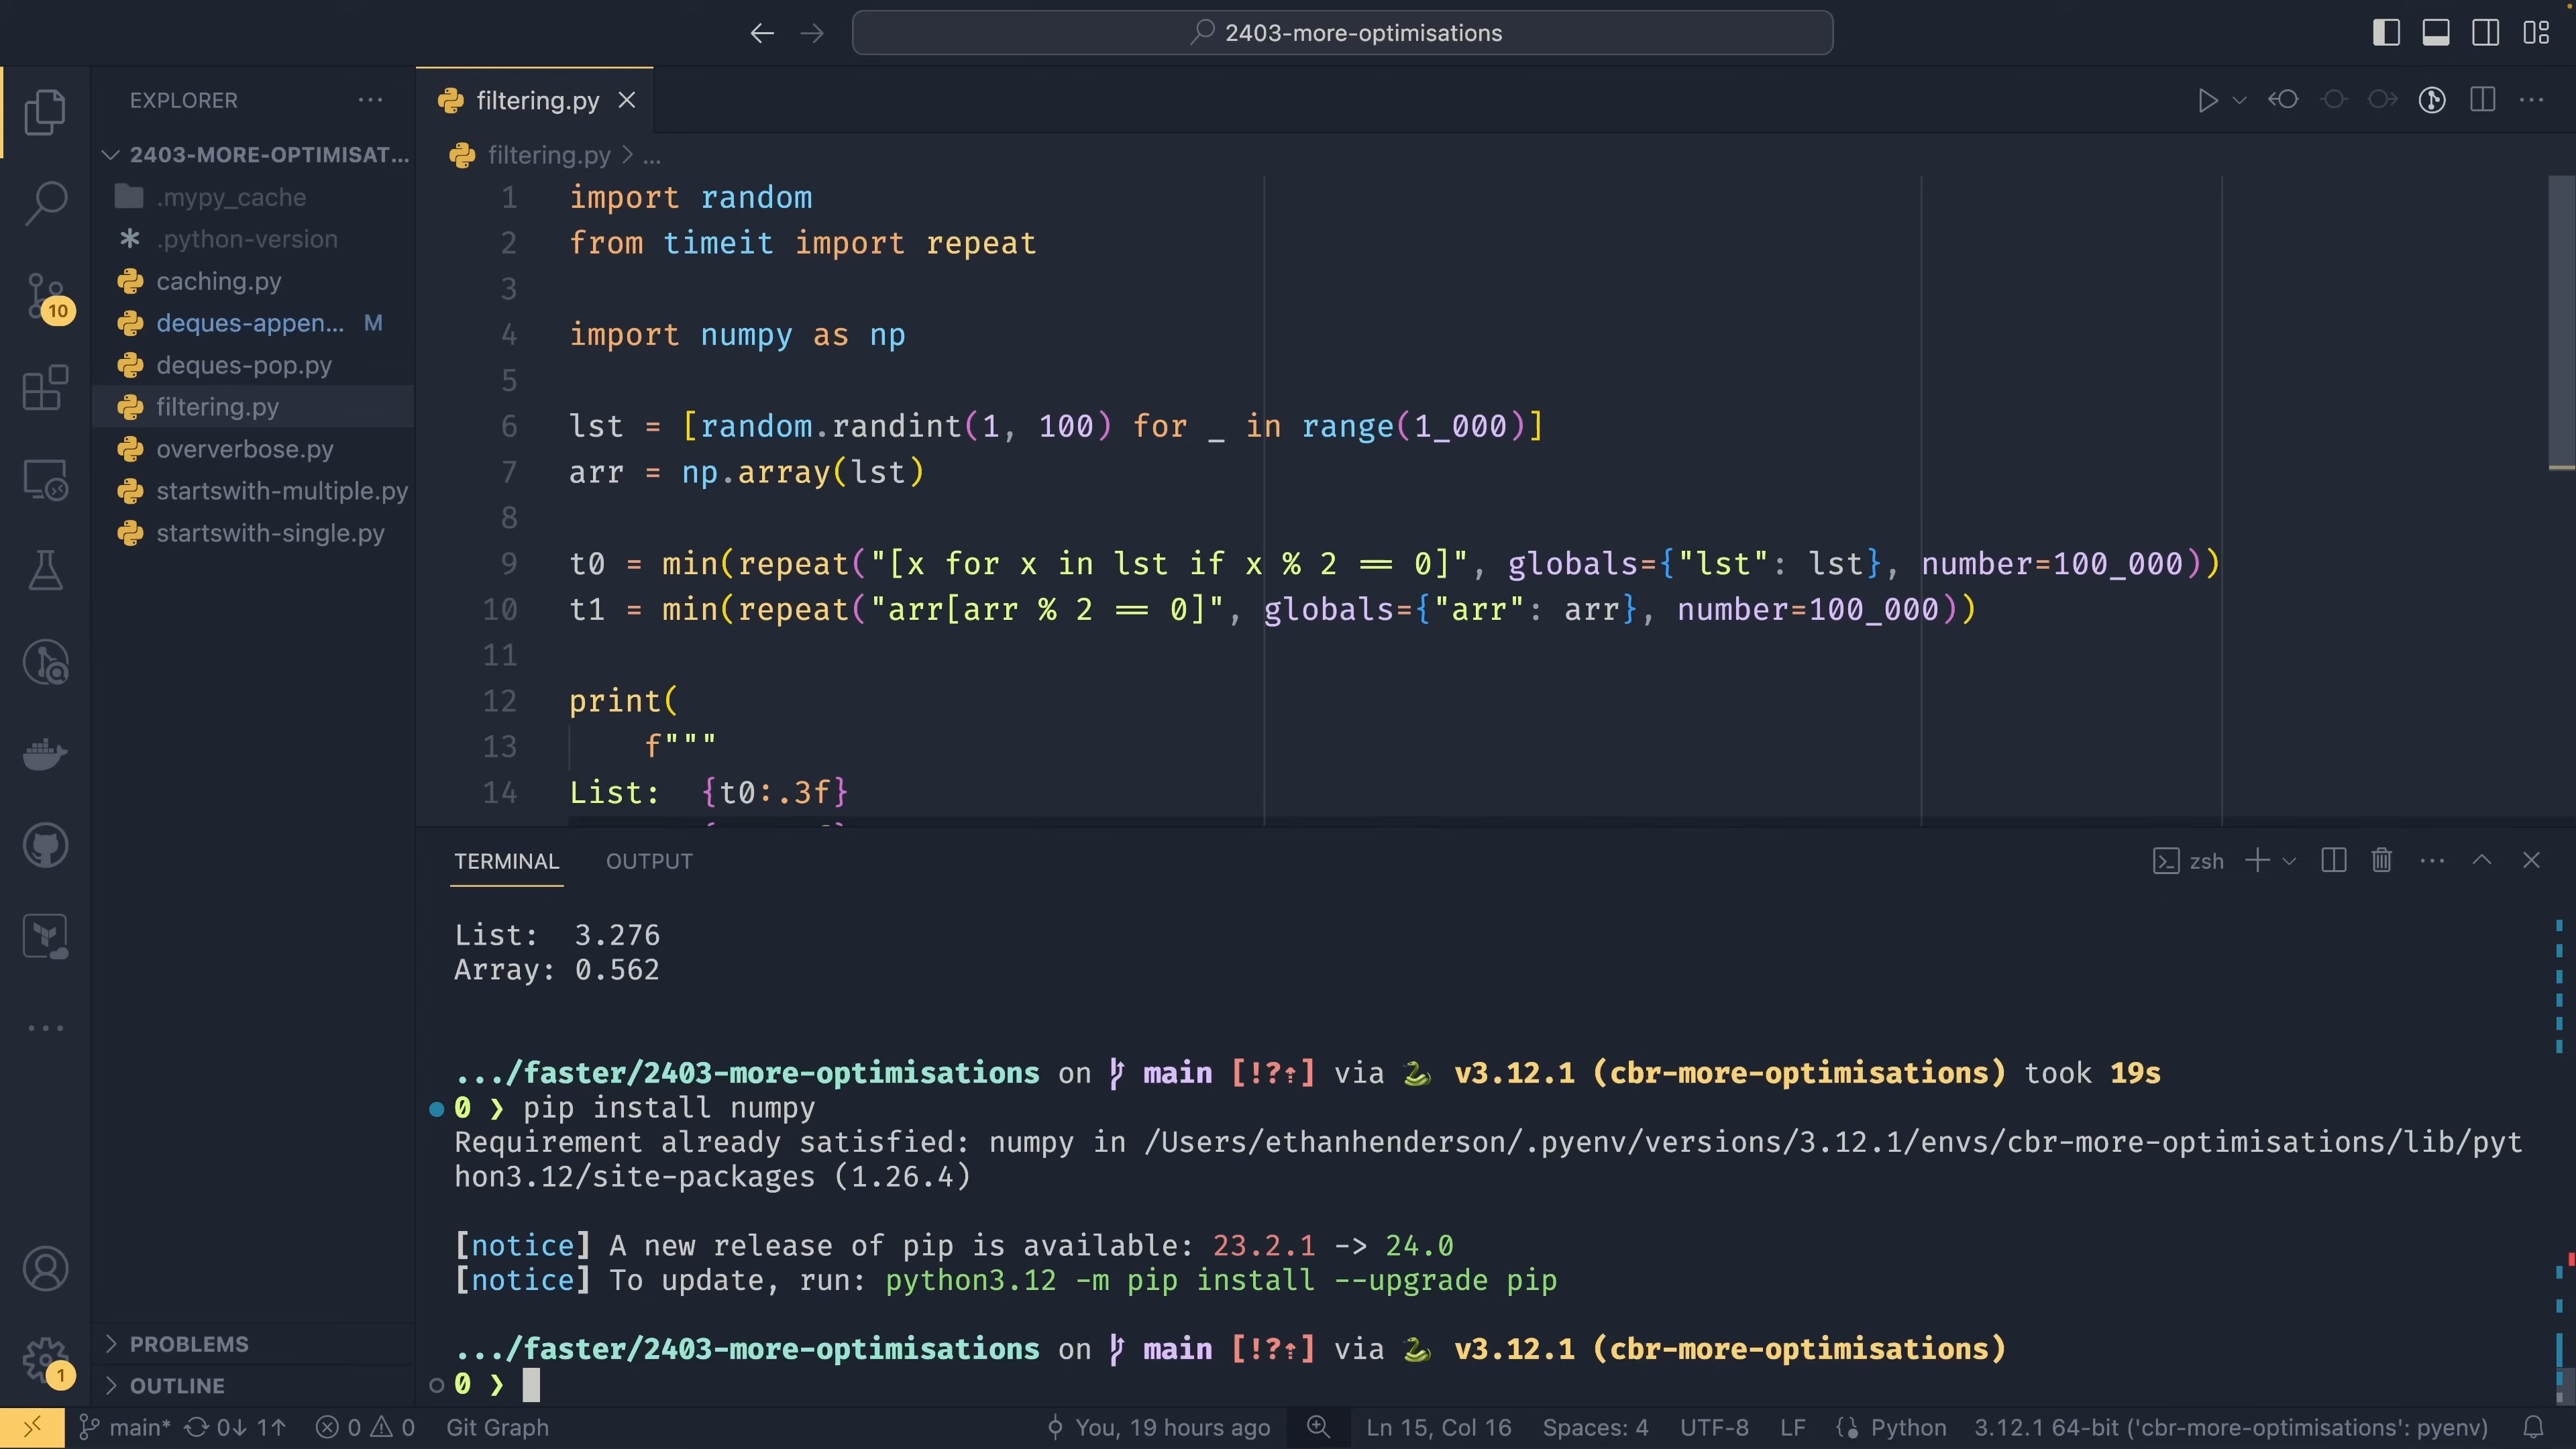 2403-more-optimisations
EXPLORER
2403-MORE-OPTIMISAT...
.mypy_cache
.python-version
caching.py
deques-appen... M
deques-pop.py
filtering.py
oververbose.py
startswith-multiple.py
startswith-single.py
PROBLEMS
OUTLINE
10
1
filtering.py
filtering.py > ...
1 import random
2 from timeit import repeat
3
4 import numpy as np
5
6 lst = [random.randint(1, 100) for _ in range(1_000)]
7 arr = np.array(lst)
8
9 t0 = min(repeat("[x for x in lst if x % 2 == 0]", globals={"lst": lst}, number=100_000))
10 t1 = min(repeat("arr[arr % 2 == 0]", globals={"arr": arr}, number=100_000))
11
12 print(
13 f"""
14 List:  {t0:.3f}
TERMINAL OUTPUT
zsh
List:  3.276
Array: 0.562
.../faster/2403-more-optimisations on main [!?⇡] via 🐍 v3.12.1 (cbr-more-optimisations) took 19s
0 ❯ pip install numpy
Requirement already satisfied: numpy in /Users/ethanhenderson/.pyenv/versions/3.12.1/envs/cbr-more-optimisations/lib/pyt
hon3.12/site-packages (1.26.4)
[notice] A new release of pip is available: 23.2.1 -> 24.0
[notice] To update, run: python3.12 -m pip install --upgrade pip
.../faster/2403-more-optimisations on main [!?⇡] via 🐍 v3.12.1 (cbr-more-optimisations)
0 ❯
main* 0↓ 1↑ 0 0 Git Graph You, 19 hours ago Ln 15, Col 16 Spaces: 4 UTF-8 LF Python 3.12.1 64-bit ('cbr-more-optimisations': pyenv)